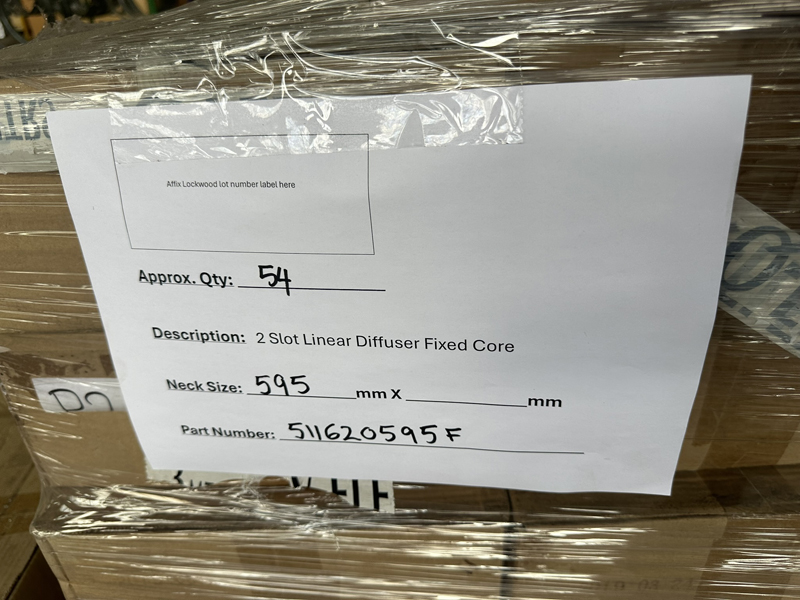 Affix Lockwood lot number label here
Approx. Qty: 54
Description: 2 Slot Linear Diffuser Fixed Core
Neck Size: 595 mm X mm
Part Number: 511620595F